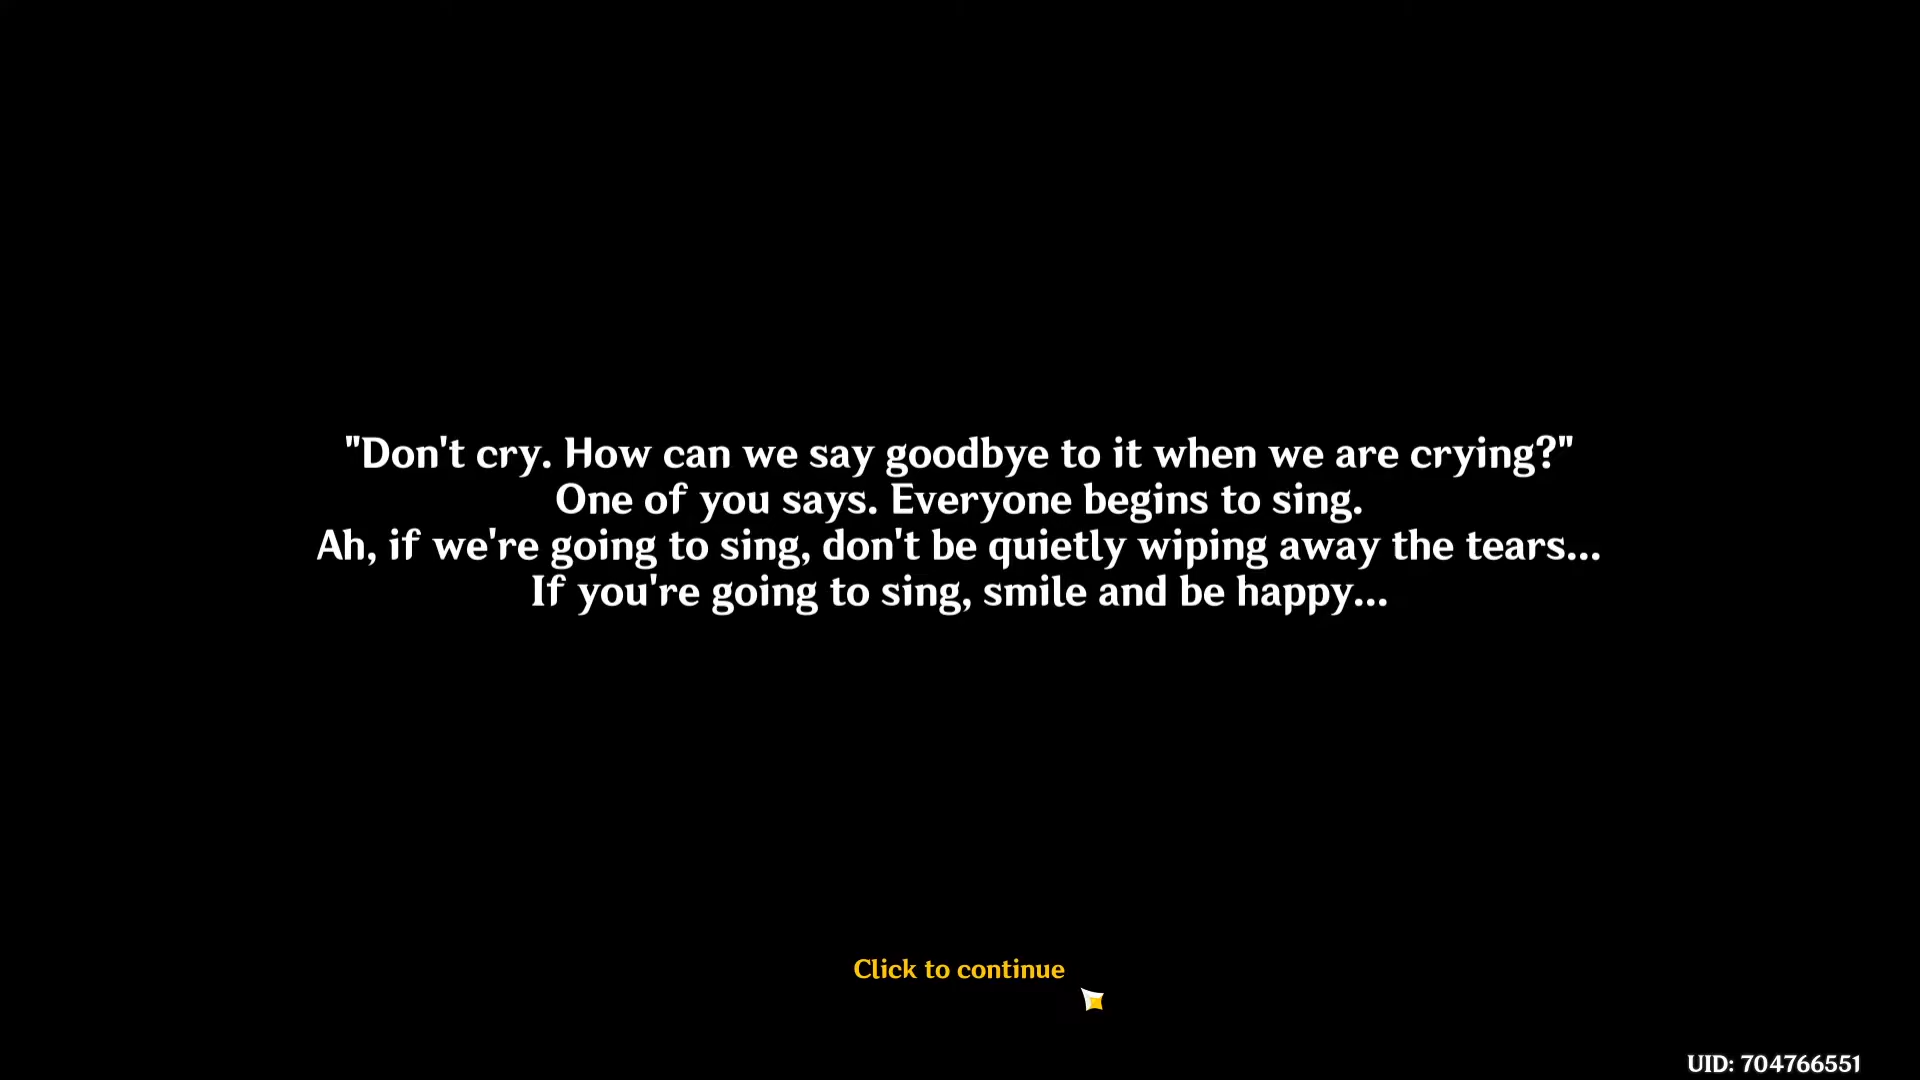 "Don't cry. How can we say goodbye to it when we are crying?"
One of you says. Everyone begins to sing.
Ah, if we're going to sing, don't be quietly wiping away the tears...
If you're going to sing, smile and be happy...
Click to continue
UID: 704766551